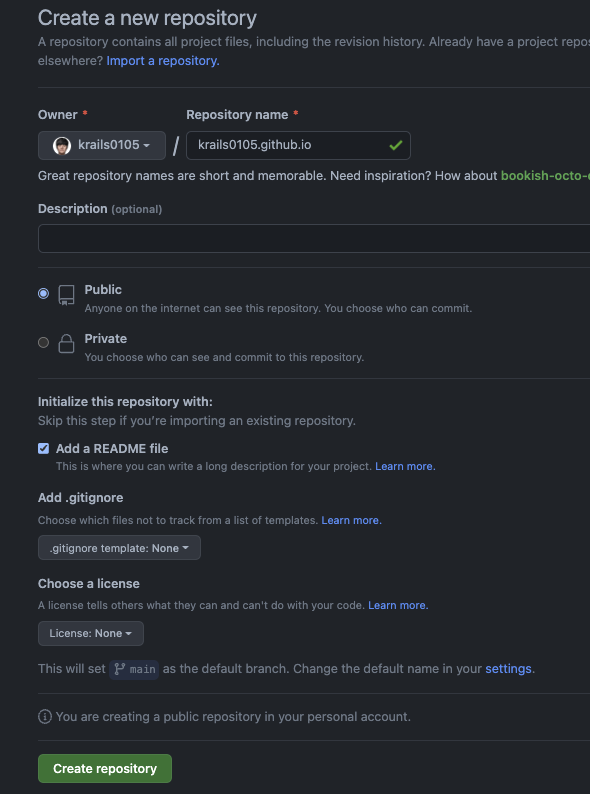 Create a new repository
A repository contains all project files, including the revision history. Already have a project
elsewhere? Import a repository.
Owner *
Repository name *
krails0105
/
krails0105.github.io
Great repository names are short and memorable. Need inspiration? How about bookish-octo-
Description (optional)
Public
Anyone on the internet can see this repository. You choose who can commit.
Private
You choose who can see and commit to this repository.
Initialize this repository with:
Skip this step if you're importing an existing repository.
Add a README file
This is where you can write a long description for your project. Learn more.
Add .gitignore
Choose which files not to track from a list of templates. Learn more.
.gitignore template: None
Choose a license
A license tells others what they can and can't do with your code. Learn more.
License: None
This will set main as the default branch. Change the default name in your settings.
You are creating a public repository in your personal account.
Create repository